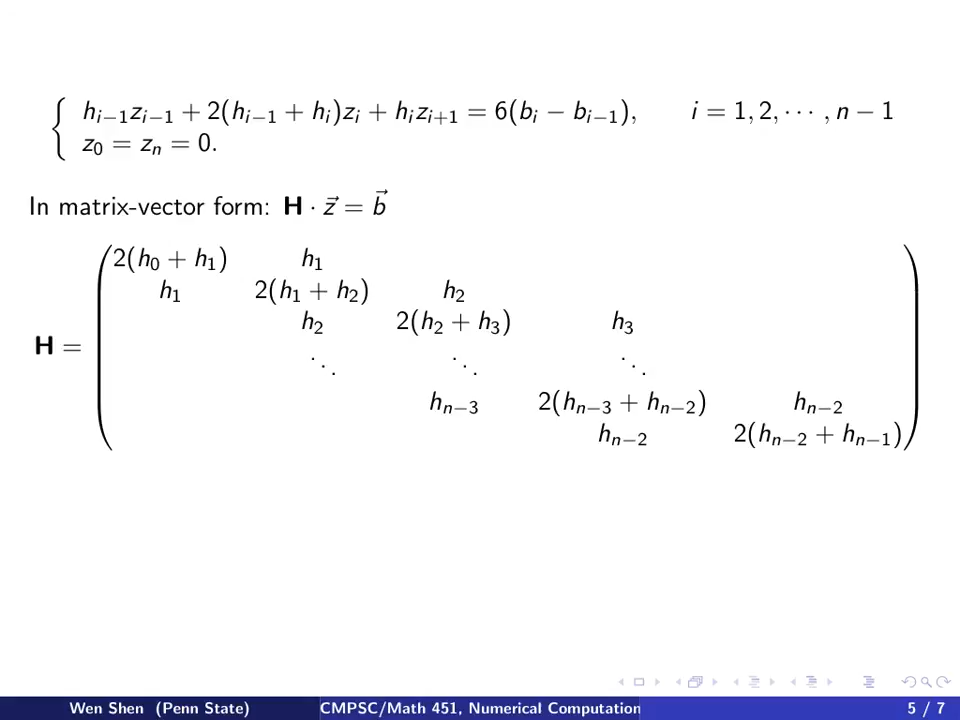 h_{i−1}z_{i−1} + 2(h_{i−1} + h_i)z_i + h_i z_{i+1} = 6(b_i − b_{i−1}), i = 1, 2, ⋯ , n − 1
z_0 = z_n = 0.
In matrix-vector form: H · z⃗ = b⃗
2(h_0 + h_1) h_1
h_1 2(h_1 + h_2) h_2
h_2 2(h_2 + h_3) h_3
H =
⋱ ⋱ ⋱
h_{n−3} 2(h_{n−3} + h_{n−2}) h_{n−2}
h_{n−2} 2(h_{n−2} + h_{n−1})
Wen Shen (Penn State) CMPSC/Math 451, Numerical Computation 5 / 7